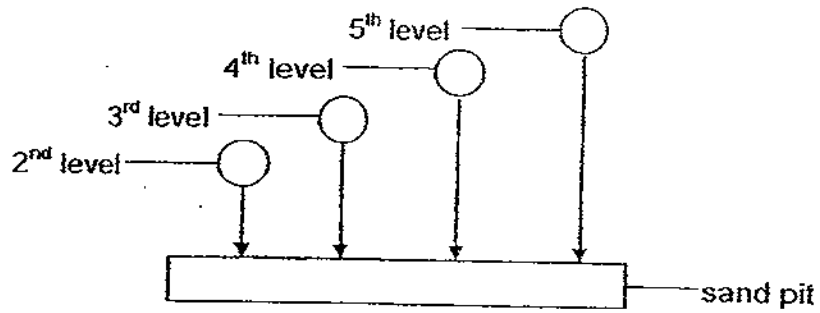 5th level
4th level
3rd level
2nd level
sand pit